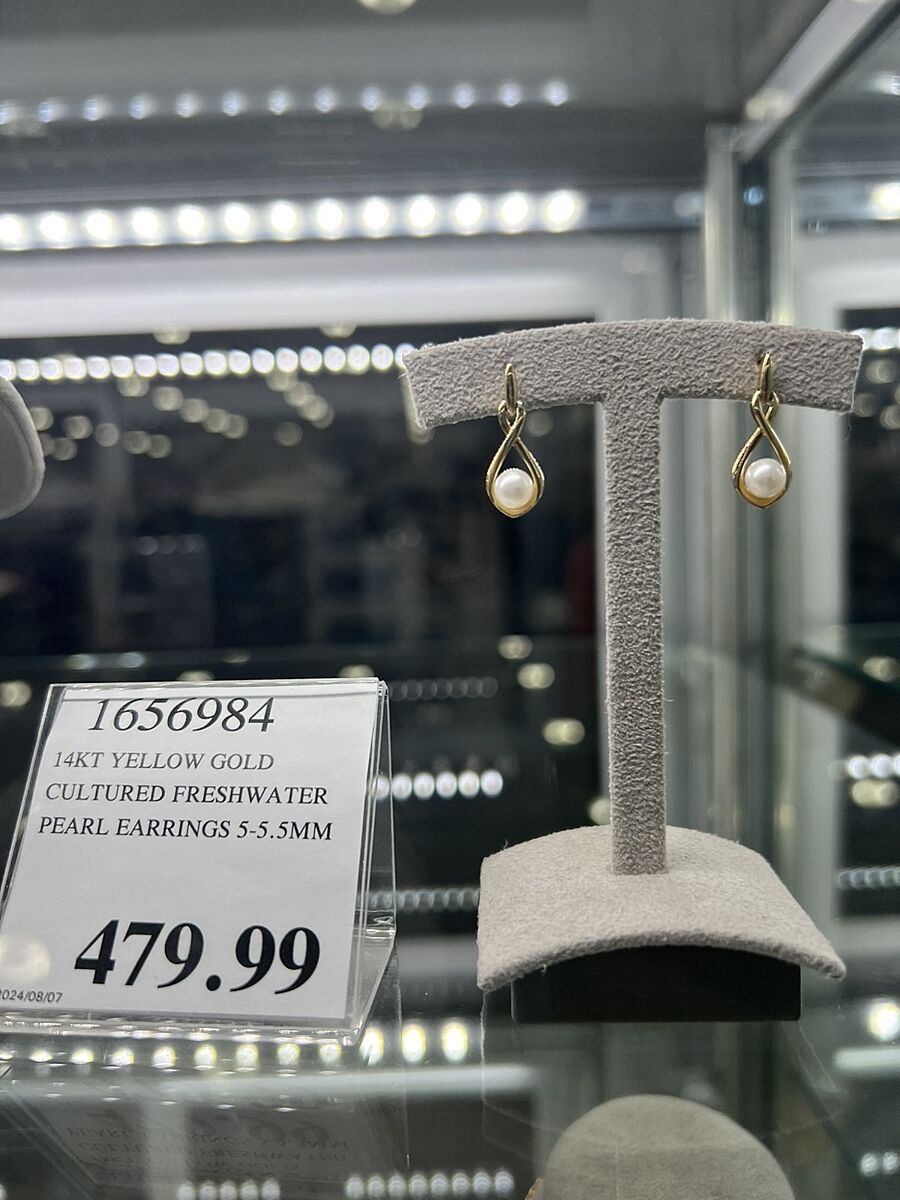 1656984
14KT YELLOW GOLD
CULTURED FRESHWATER
PEARL EARRINGS 5-5.5MM
479.99
2024/08/07